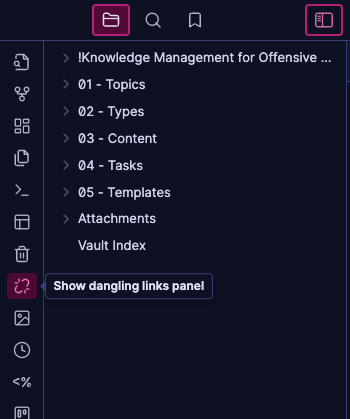 !Knowledge Management for Offensive ...
01 - Topics
02 - Types
03 - Content
04 - Tasks
05 - Templates
Attachments
Vault Index
Show dangling links panel
<%